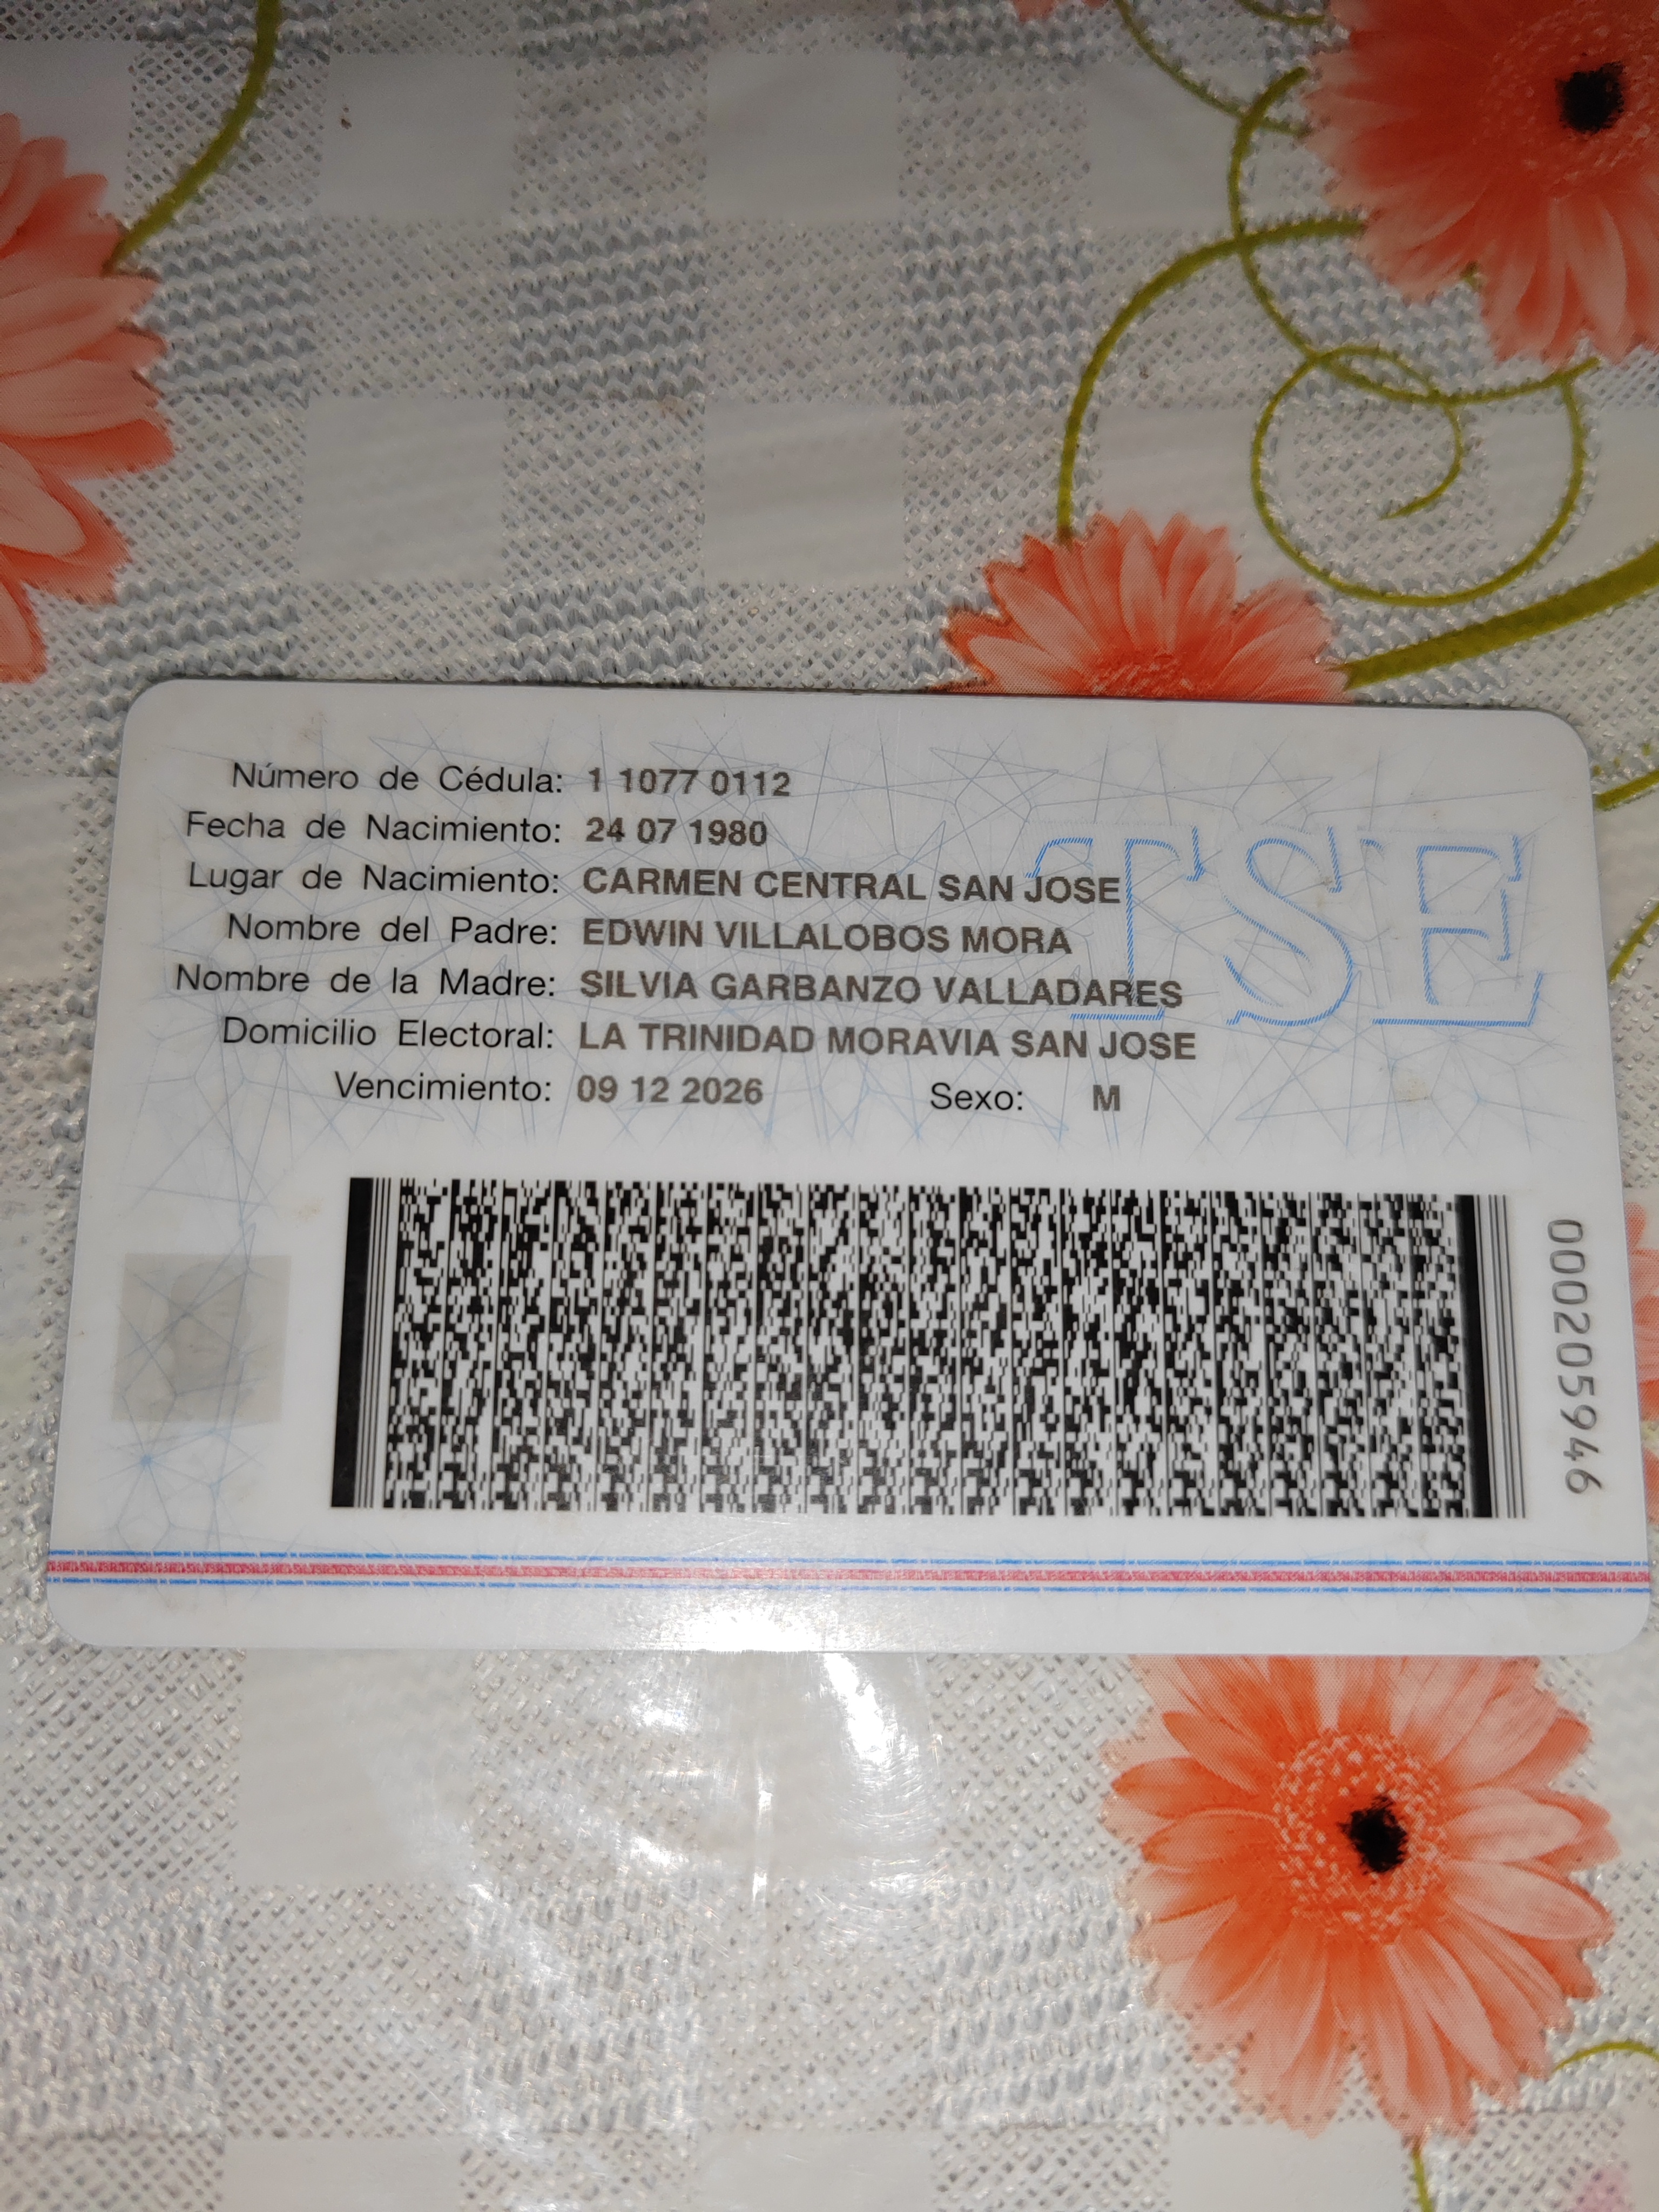 Número de Cédula: 1 1077 0112
Fecha de Nacimiento: 24 07 1980
Lugar de Nacimiento: CARMEN CENTRAL SAN JOSE
Nombre del Padre: EDWIN VILLALOBOS MORA
Nombre de la Madre: SILVIA GARBANZO VALLADARES
Domicilio Electoral: LA TRINIDAD MORAVIA SAN JOSE
Vencimiento: 09 12 2026 Sexo: M
TSE
000205946